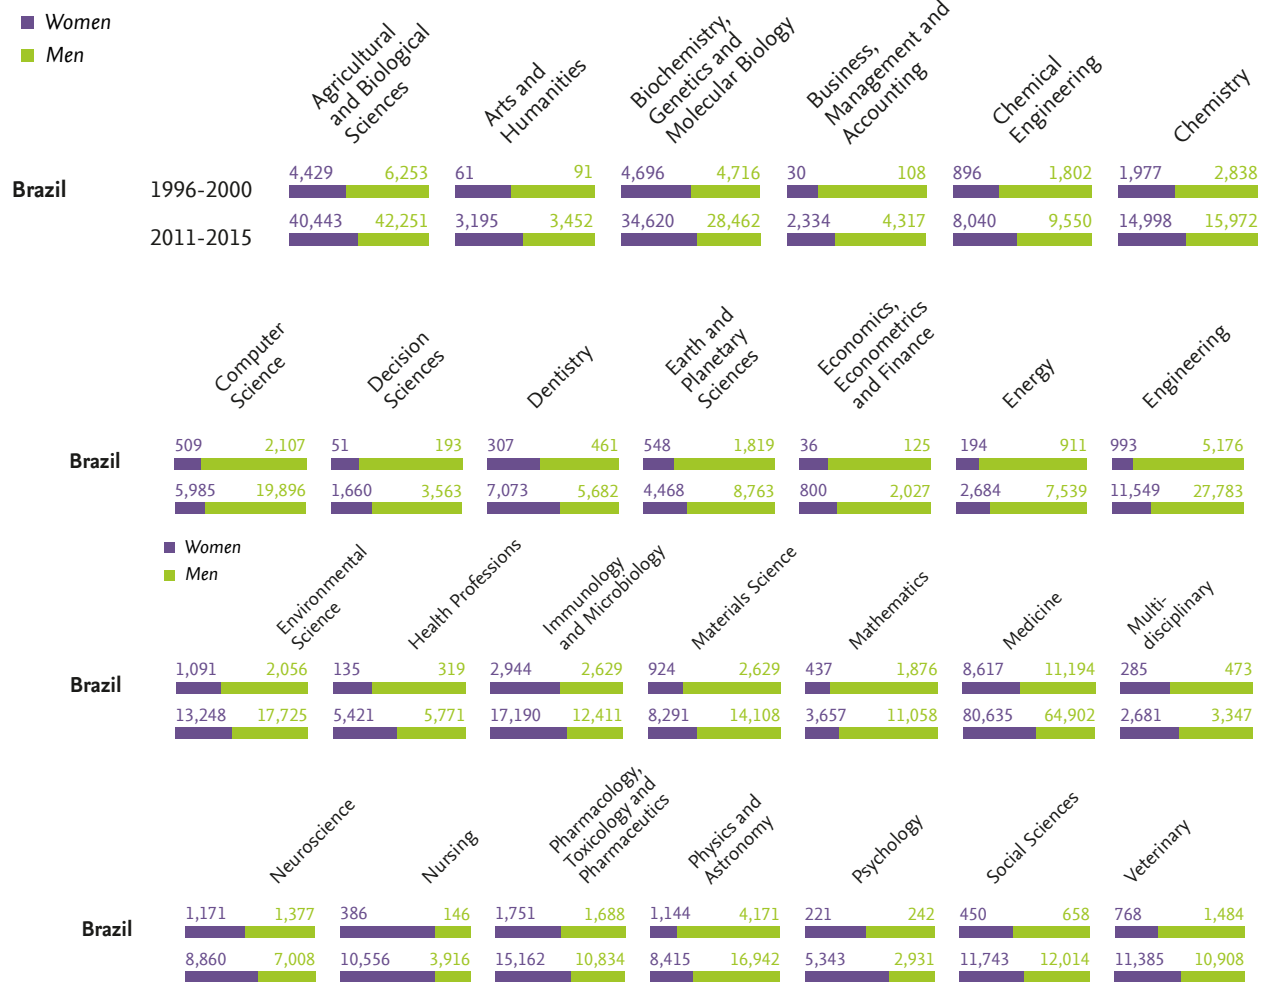 Women
Men
Agricultural
and Biological
Sciences
Arts and
Humanities
Biochemistry,
Genetics and
Molecular Biology
Business,
Management and
Accounting
Chemical
Engineering
Chemistry
Brazil
1996-2000
4,429 6,253 61 91 4,696 4,716 30 108 896 1,802 1,977 2,838
2011-2015
40,443 42,251 3,195 3,452 34,620 28,462 2,334 4,317 8,040 9,550 14,998 15,972
Computer
Science
Decision
Sciences
Dentistry
Earth and
Planetary
Sciences
Economics,
Econometrics
and Finance
Energy
Engineering
Brazil
509 2,107 51 193 307 461 548 1,819 36 125 194 911 993 5,176
5,985 19,896 1,660 3,563 7,073 5,682 4,468 8,763 800 2,027 2,684 7,539 11,549 27,783
Women
Men
Environmental
Science
Health Professions
Immunology
and Microbiology
Materials Science
Mathematics
Medicine
Multi-
disciplinary
Brazil
1,091 2,056 135 319 2,944 2,629 924 2,629 437 1,876 8,617 11,194 285 473
13,248 17,725 5,421 5,771 17,190 12,411 8,291 14,108 3,657 11,058 80,635 64,902 2,681 3,347
Neuroscience
Nursing
Pharmacology,
Toxicology and
Pharmaceutics
Physics and
Astronomy
Psychology
Social Sciences
Veterinary
Brazil
1,171 1,377 386 146 1,751 1,688 1,144 4,171 221 242 450 658 768 1,484
8,860 7,008 10,556 3,916 15,162 10,834 8,415 16,942 5,343 2,931 11,743 12,014 11,385 10,908